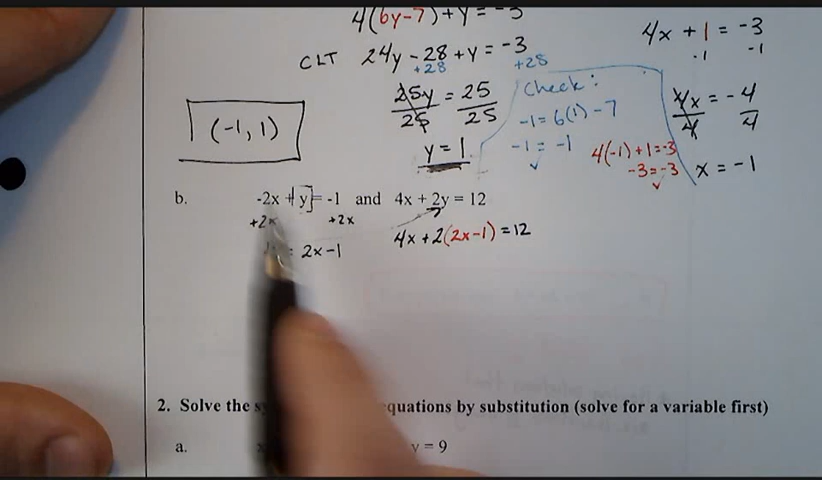 4(6y-7)+y = -3
4x + 1 = -3
-1 -1
CLT 24y - 28 + y = -3
+28 +28
25y = 25
25 25
y = 1
(-1, 1)
Check:
-1 = 6(1) - 7
-1 = -1
✓
4(-1) + 1 = -3
-3 = -3
✓
4x = -4
4 4
x = -1
b. -2x + y = -1 and 4x + 2y = 12
+2x +2x
= 2x - 1
4x + 2(2x-1) = 12
2. Solve the equations by substitution (solve for a variable first)
a. = 9